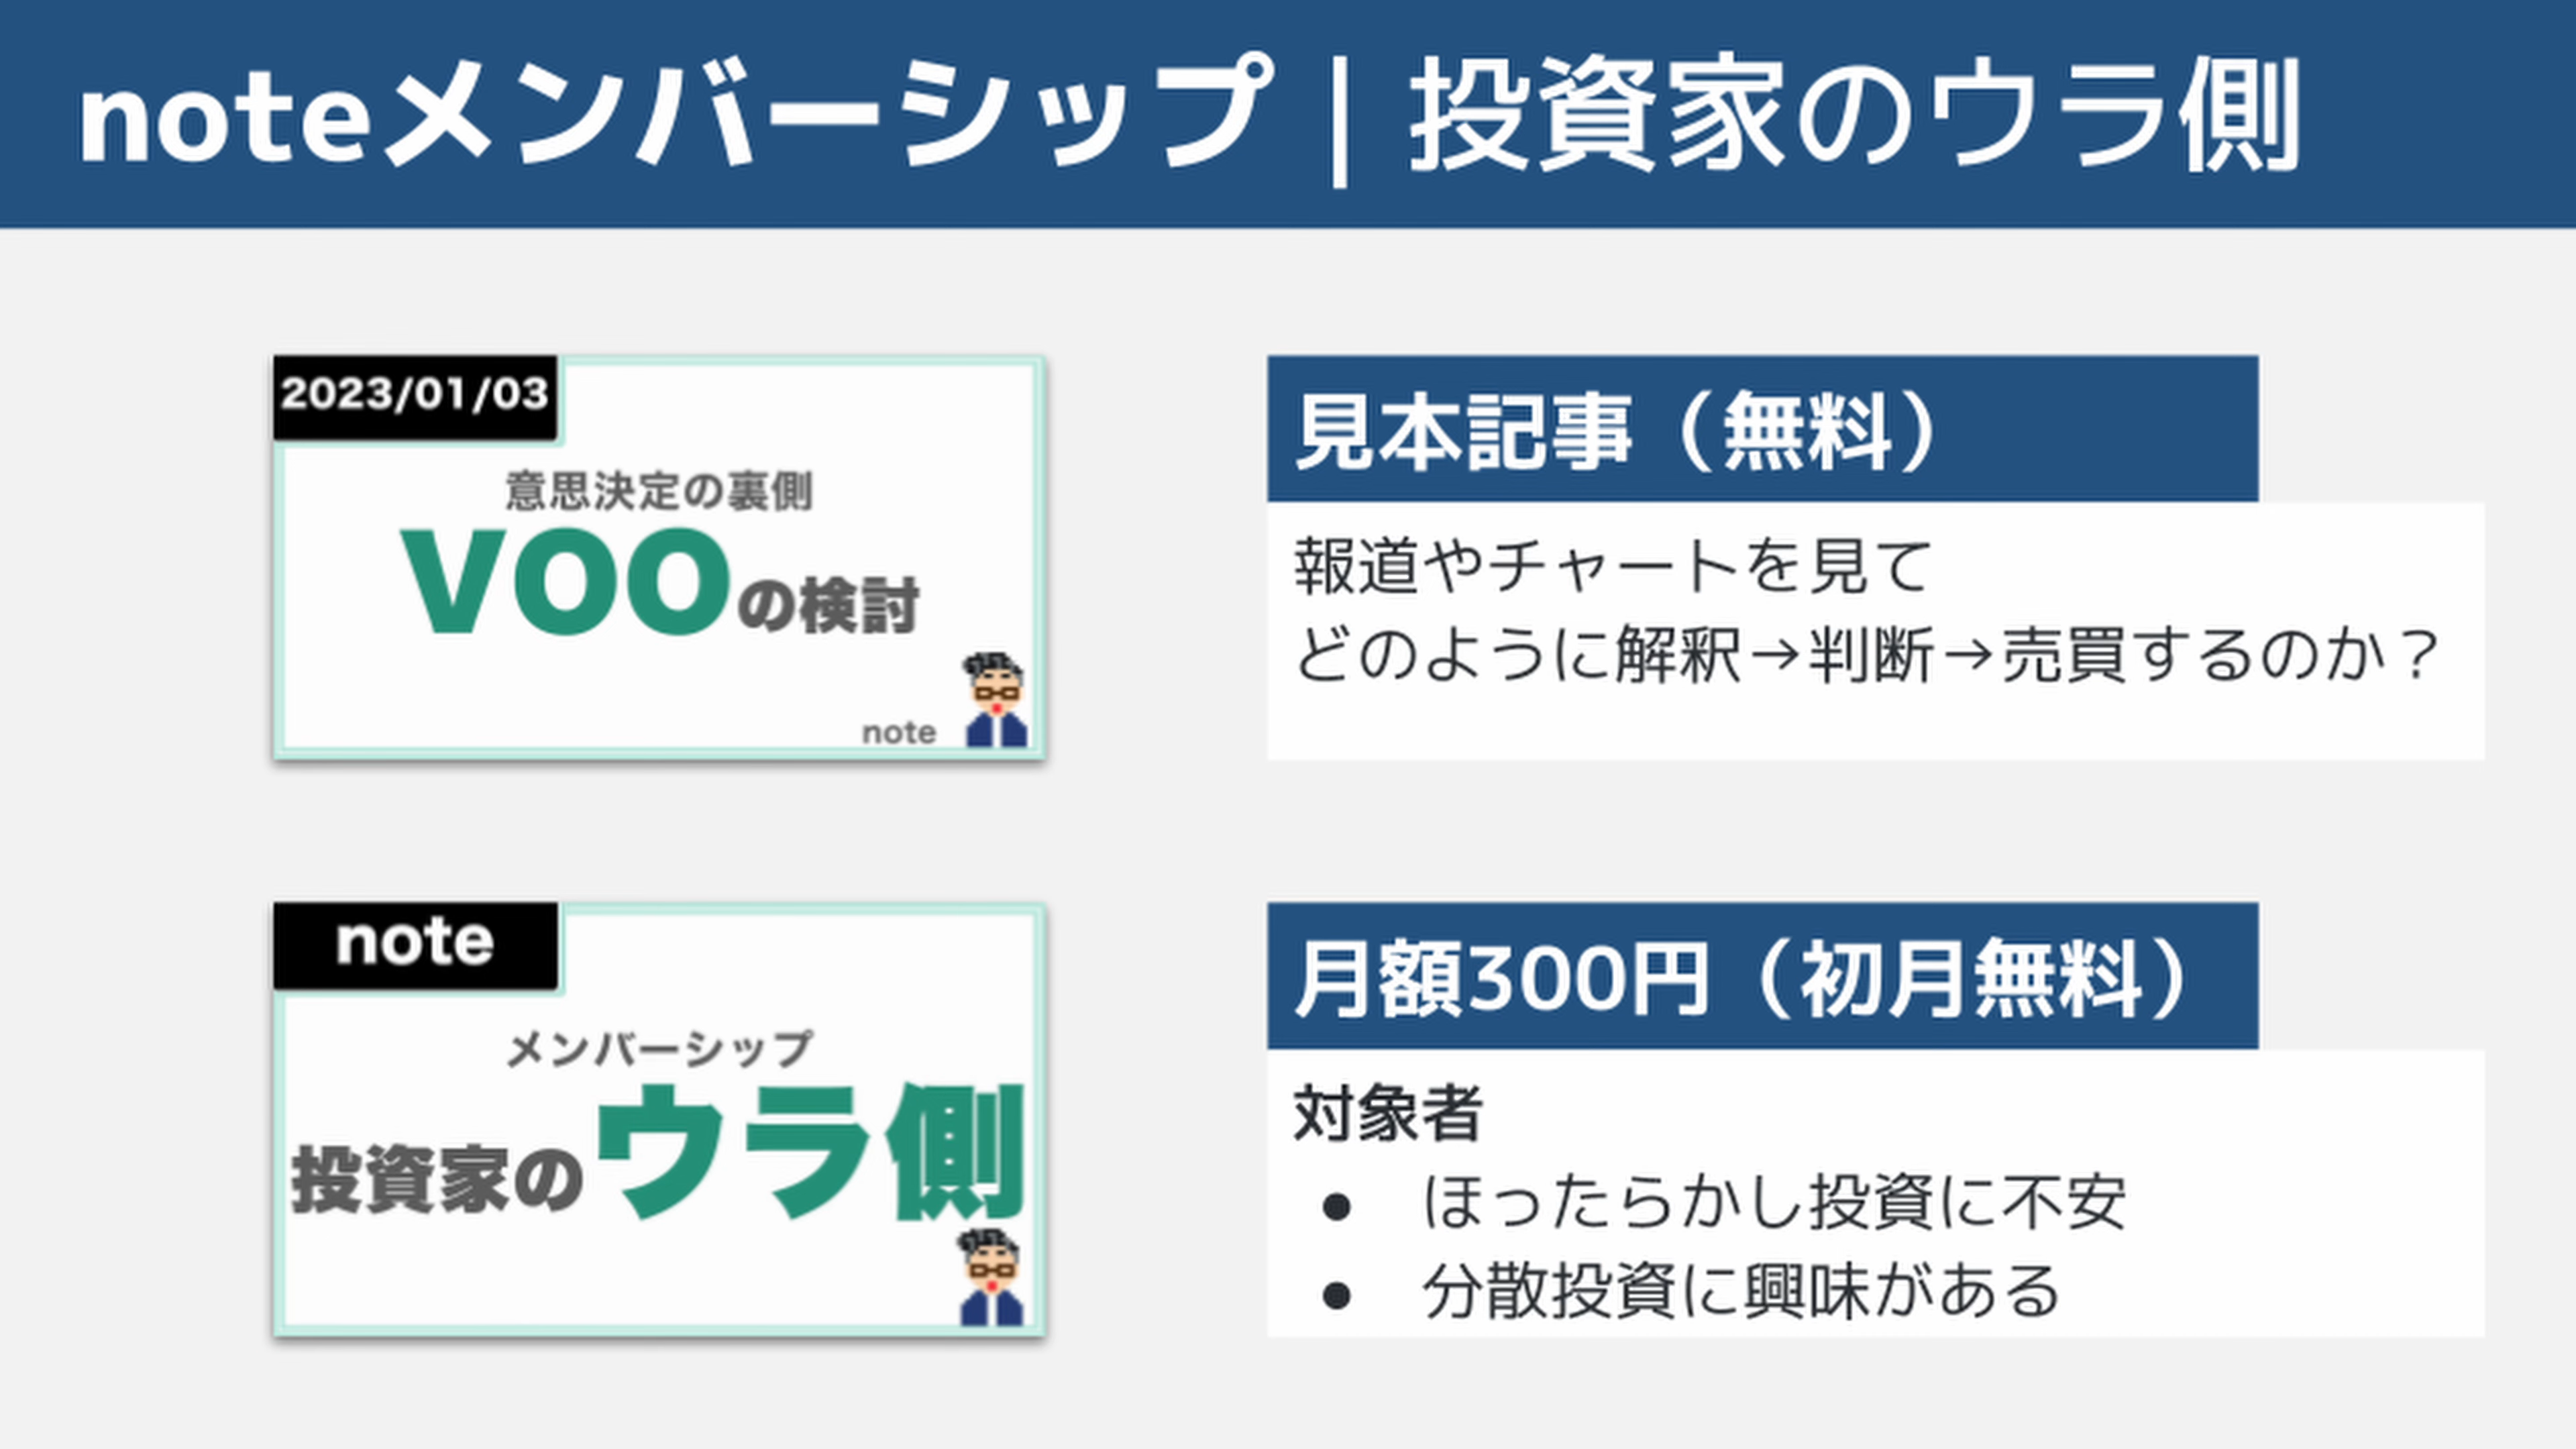 noteメンバーシップ｜投資家のウラ側
2023/01/03
意思決定の裏側
VOOの検討
note
見本記事（無料）
報道やチャートを見て
どのように解釈→判断→売買するのか？
note
メンバーシップ
投資家のウラ側
月額300円（初月無料）
対象者
● ほったらかし投資に不安
● 分散投資に興味がある